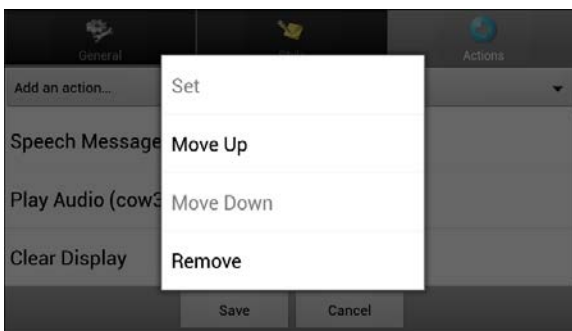 General
Style
Actions
Add an action...
Set
Speech Message
Move Up
Play Audio (cow3
Move Down
Clear Display
Remove
Save
Cancel